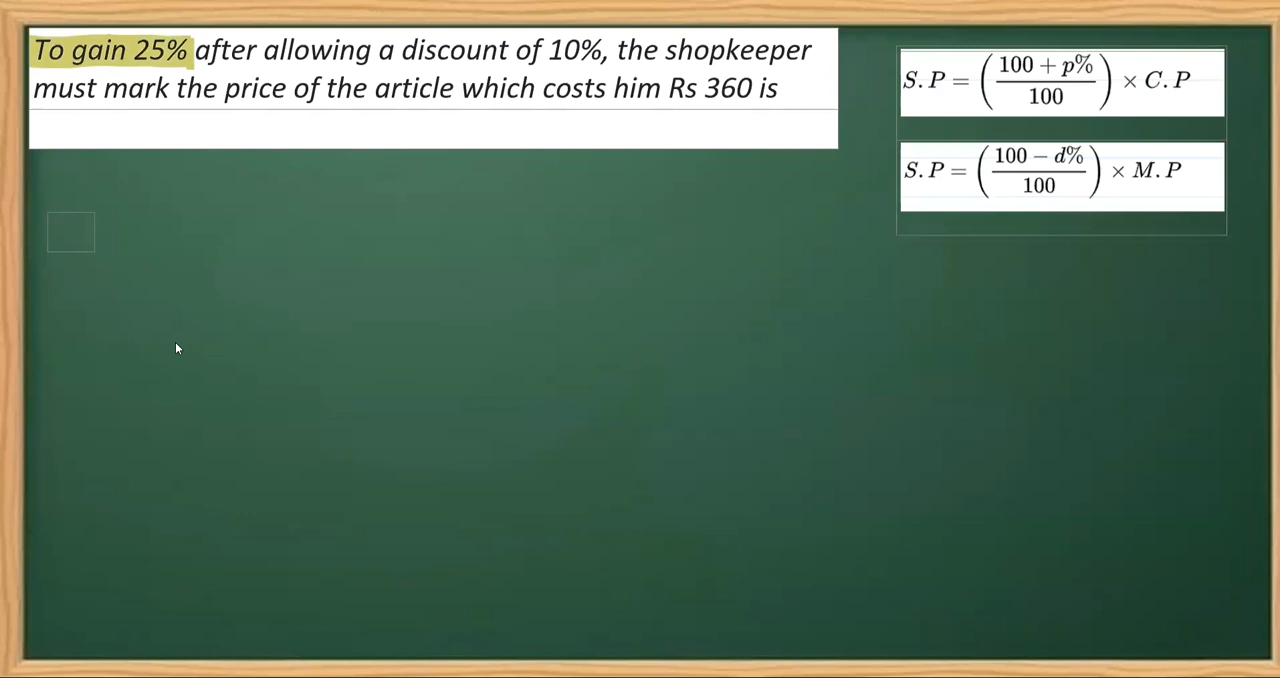 To gain 25% after allowing a discount of 10%, the shopkeeper
must mark the price of the article which costs him Rs 360 is
S.P = ( (100 + p%) / 100 ) × C.P
S.P = ( (100 − d%) / 100 ) × M.P